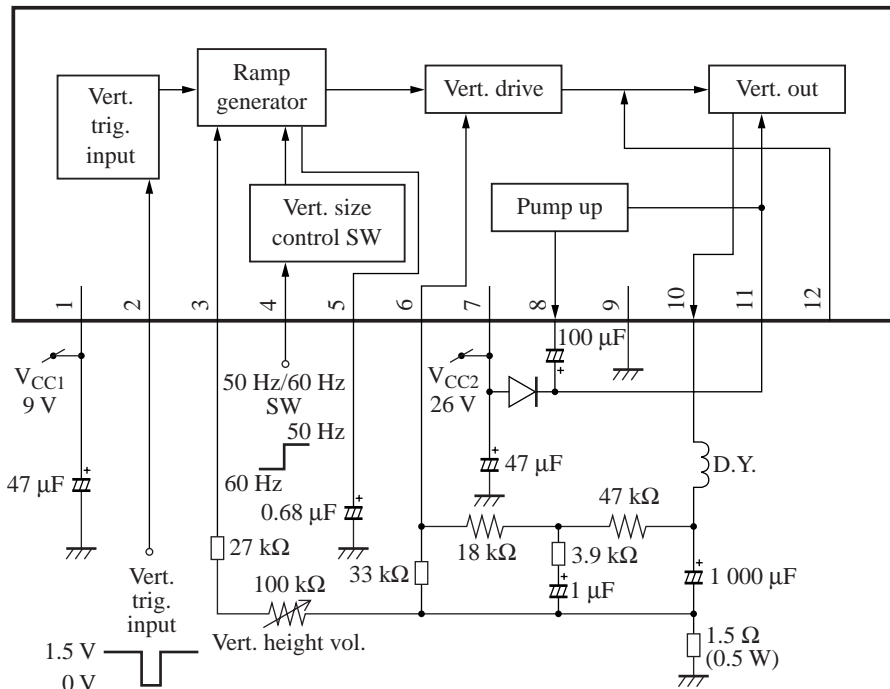 Vert.
trig.
input
Ramp
generator
Vert. drive
Vert. out
Vert. size
control SW
Pump up
1
2
3
4
5
6
7
8
9
10
11
12
V_CC1
9 V
50 Hz/60 Hz
SW
50 Hz
60 Hz
V_CC2
26 V
100 μF
+
D.Y.
47 μF
+
0.68 μF
+
47 μF
+
47 kΩ
18 kΩ
3.9 kΩ
27 kΩ
33 kΩ
+
1 μF
+
1 000 μF
100 kΩ
Vert. height vol.
1.5 Ω
(0.5 W)
Vert.
trig.
input
1.5 V
0 V